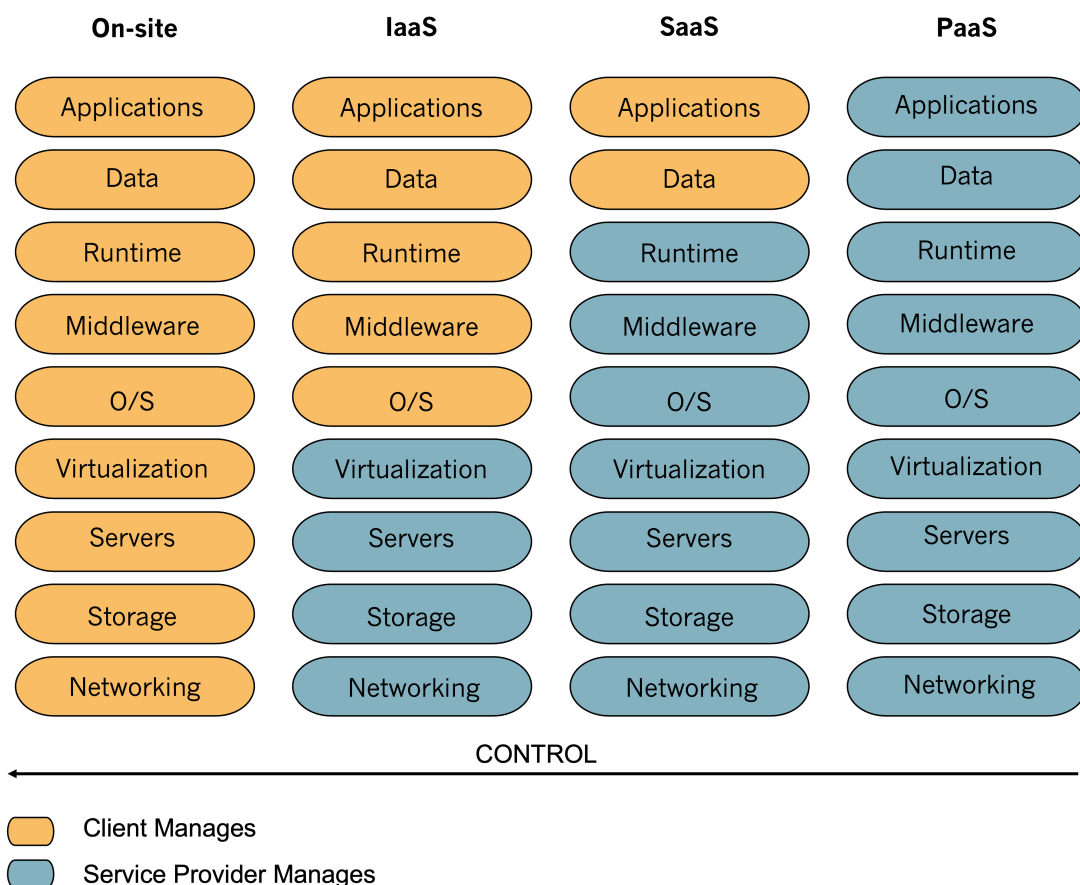 On-site IaaS SaaS PaaS
Applications Applications Applications Applications
Data Data Data Data
Runtime Runtime Runtime Runtime
Middleware Middleware Middleware Middleware
O/S O/S O/S O/S
Virtualization Virtualization Virtualization Virtualization
Servers Servers Servers Servers
Storage Storage Storage Storage
Networking Networking Networking Networking
CONTROL
Client Manages
Service Provider Manages